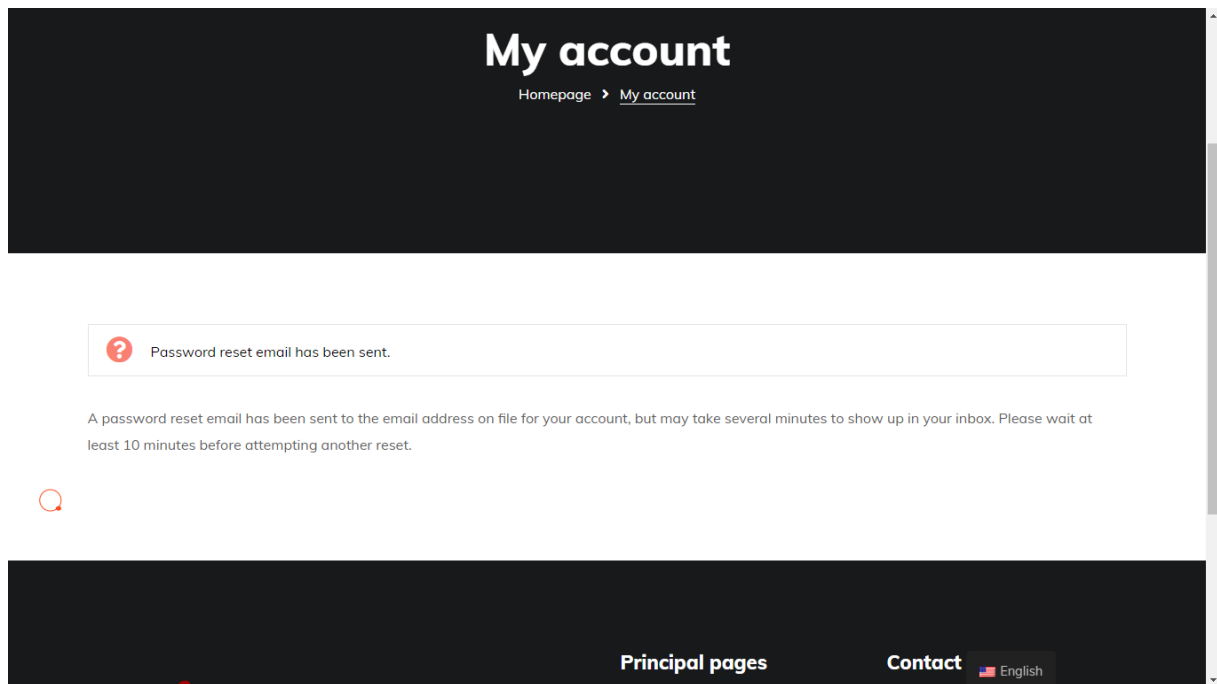 My account
Homepage > My account
Password reset email has been sent.
A password reset email has been sent to the email address on file for your account, but may take several minutes to show up in your inbox. Please wait at
least 10 minutes before attempting another reset.
Principal pages
Contact
English